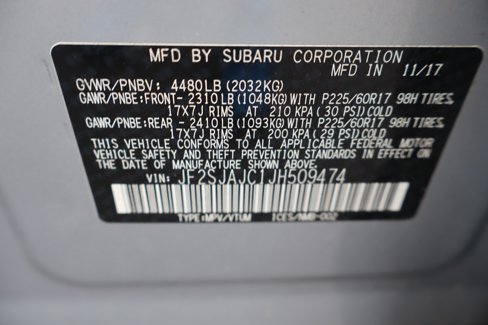 MFD BY SUBARU CORPORATION
MFD IN 11/17
GVWR/PNBV: 4480LB(2032KG)
GAWR/PNBE:FRONT-2310LB(1048KG)WITH P225/60R17 98H TIRES,
17X7J RIMS AT 210 KPA(30 PSI)COLD
GAWR/PNBE:REAR -2410LB(1093KG)WITH P225/60R17 98H TIRES,
17X7J RIMS AT 200 KPA(29 PSI)COLD
THIS VEHICLE CONFORMS TO ALL APPLICABLE FEDERAL MOTOR
VEHICLE SAFETY AND THEFT PREVENTION STANDARDS IN EFFECT ON
THE DATE OF MANUFACTURE SHOWN ABOVE.
VIN: JF2SJAJC1JH509474
TYPE:MPV/VTUM ICES/NMB-002